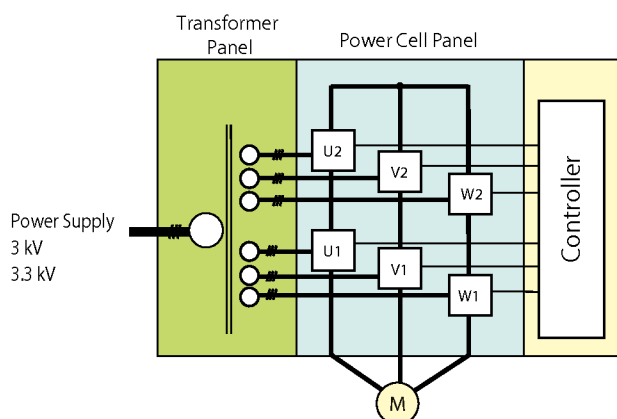 Transformer
Panel
Power Cell Panel
U2
V2
W2
Power Supply
3 kV
3.3 kV
U1
V1
W1
Controller
M